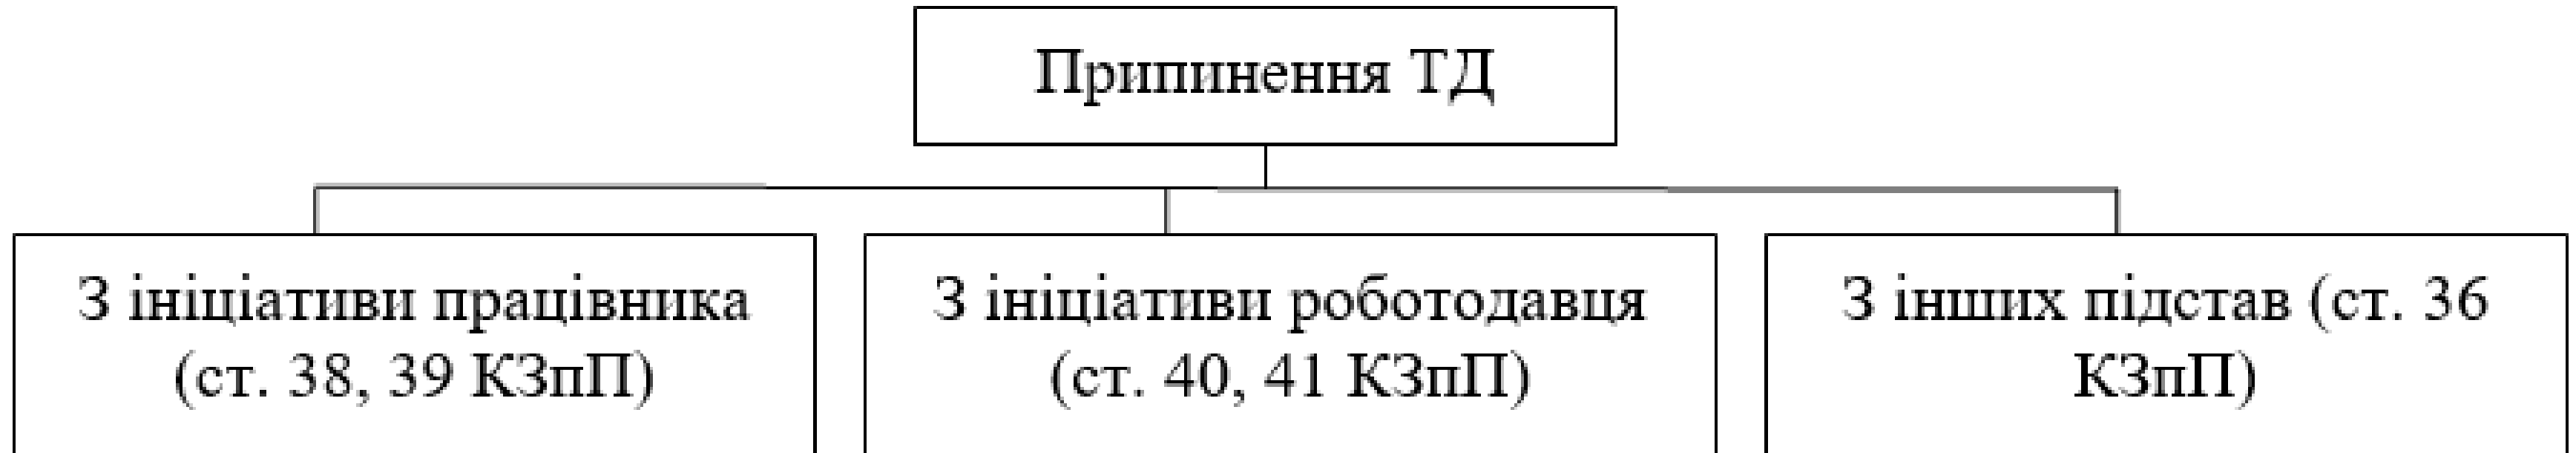 Припинення ТД
З ініціативи працівника
(ст. 38, 39 КЗпП)
З ініціативи роботодавця
(ст. 40, 41 КЗпП)
З інших підстав (ст. 36
КЗпП)